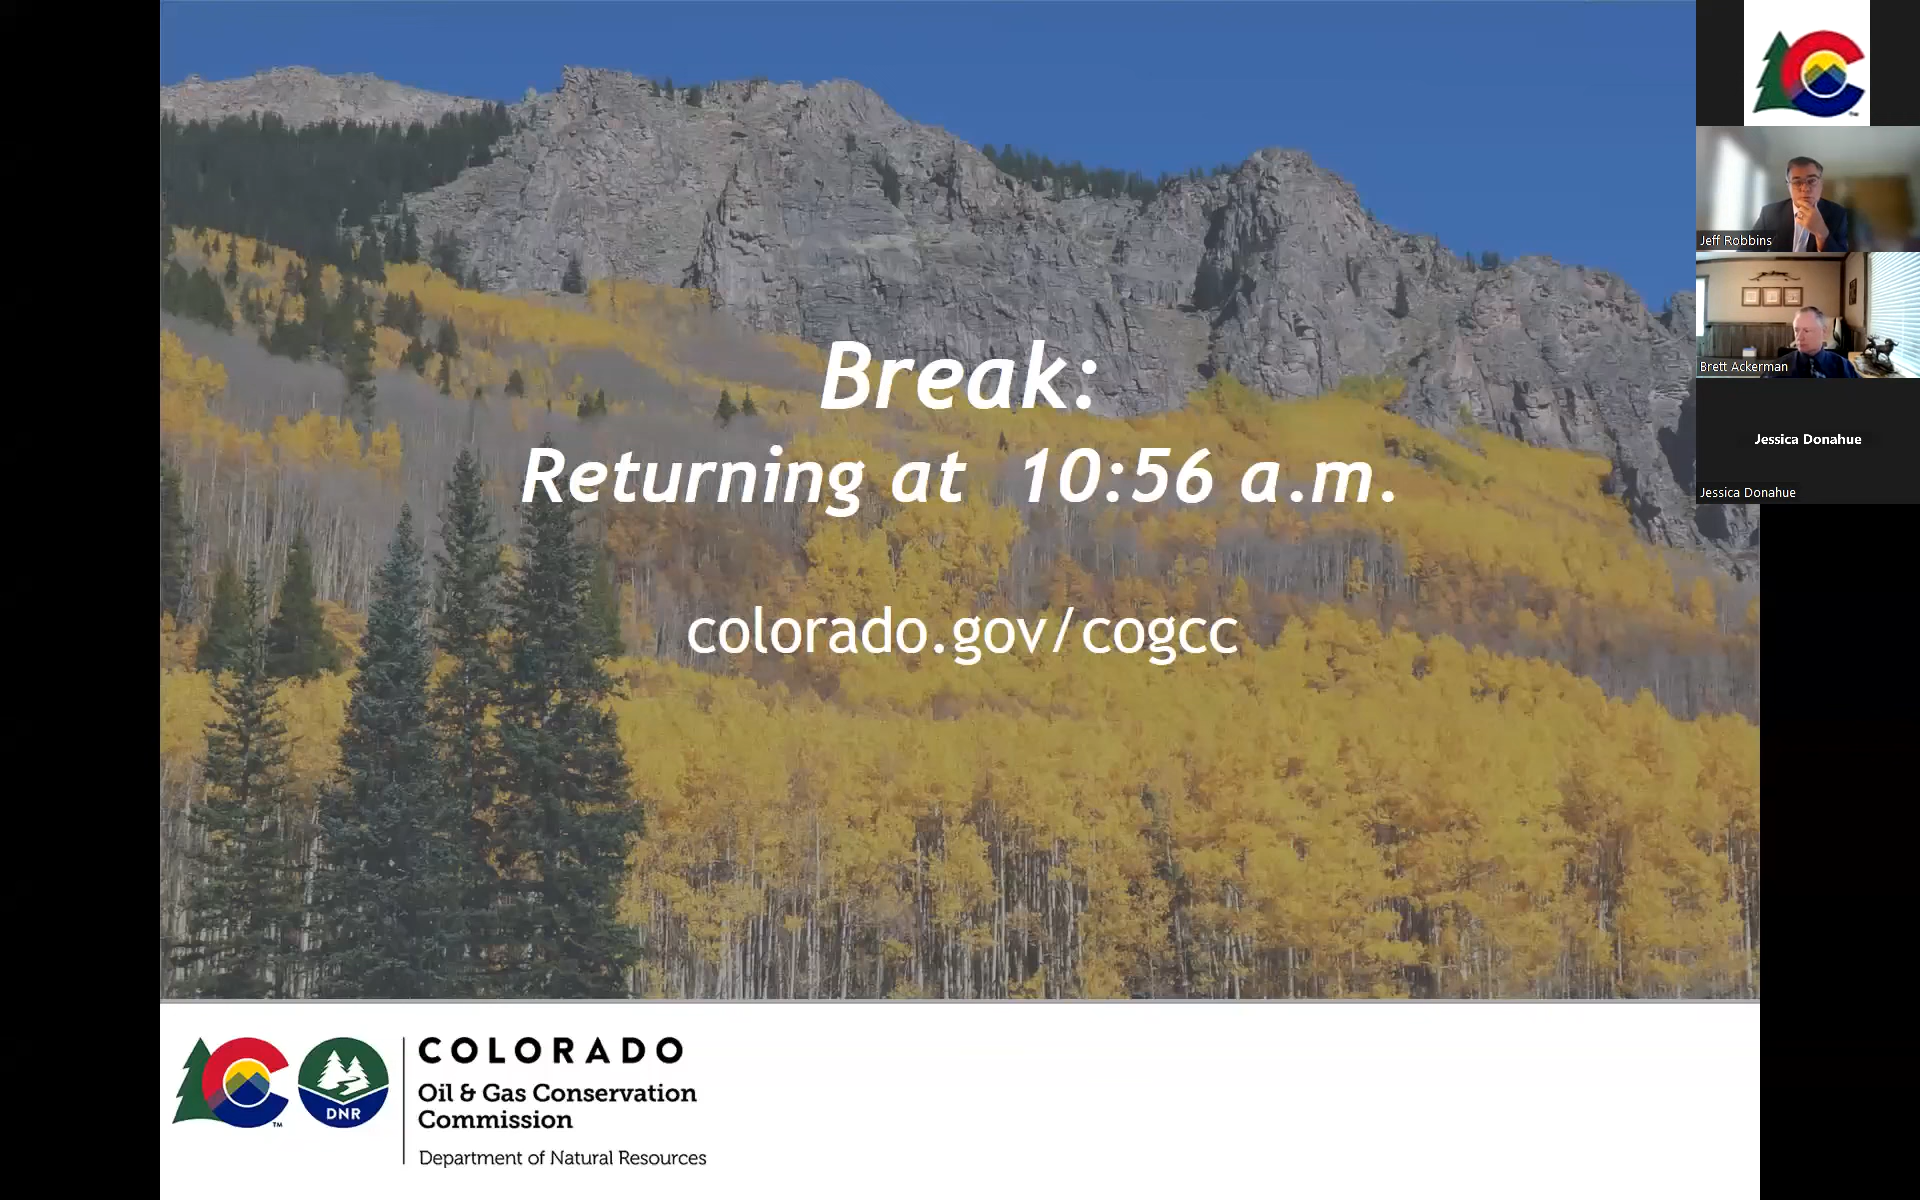 Break:
Returning at 10:56 a.m.
colorado.gov/cogcc
Jeff Robbins
Brett Ackerman
Jessica Donahue
Jessica Donahue
TM
DNR
COLORADO
Oil & Gas Conservation
Commission
Department of Natural Resources